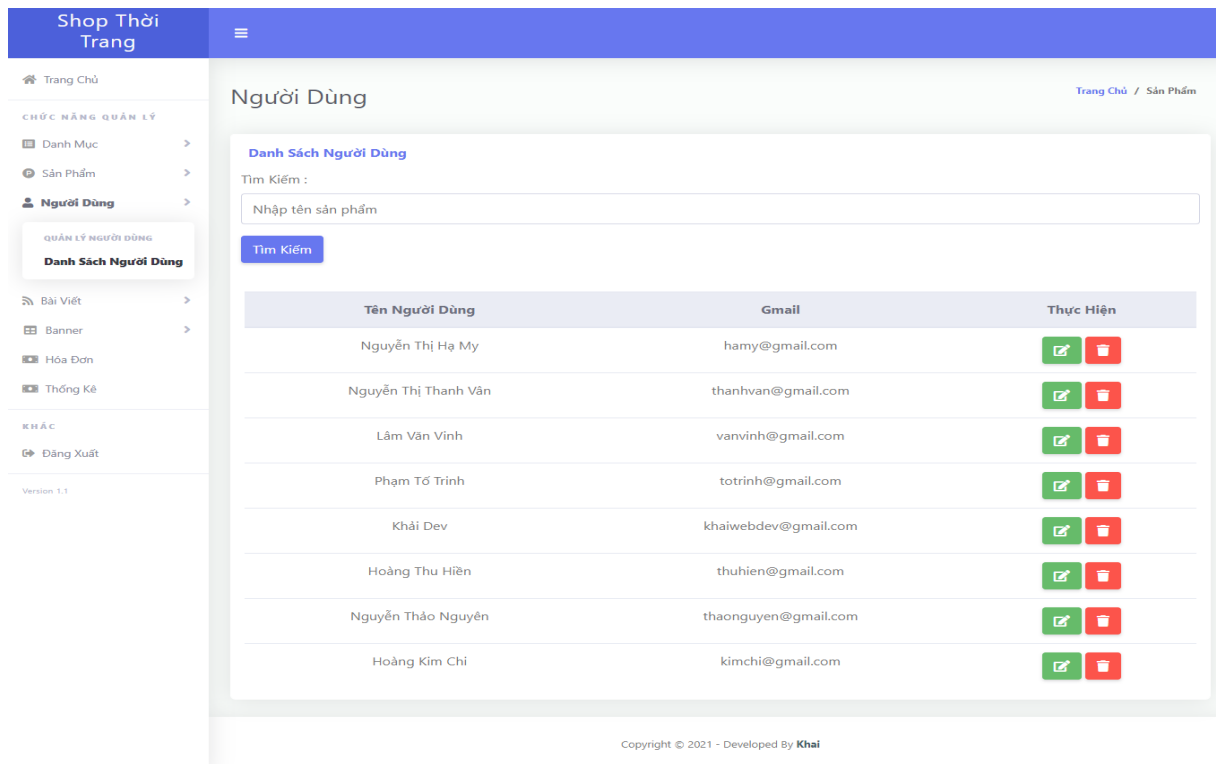 Shop Thời
Trang
Trang Chủ
CHỨC NĂNG QUẢN LÝ
Danh Mục
Sản Phẩm
Người Dùng
QUẢN LÝ NGƯỜI DÙNG
Danh Sách Người Dùng
Bài Viết
Banner
Hóa Đơn
Thống Kê
KHÁC
Đăng Xuất
Version 1.1
Người Dùng
Trang Chủ / Sản Phẩm
Danh Sách Người Dùng
Tìm Kiếm :
Nhập tên sản phẩm
Tìm Kiếm
Tên Người Dùng Gmail Thực Hiện
Nguyễn Thị Hạ My hamy@gmail.com
Nguyễn Thị Thanh Vân thanhvan@gmail.com
Lâm Văn Vinh vanvinh@gmail.com
Phạm Tố Trinh totrinh@gmail.com
Khải Dev khaiwebdev@gmail.com
Hoàng Thu Hiền thuhien@gmail.com
Nguyễn Thảo Nguyên thaonguyen@gmail.com
Hoàng Kim Chi kimchi@gmail.com
Copyright © 2021 - Developed By Khai